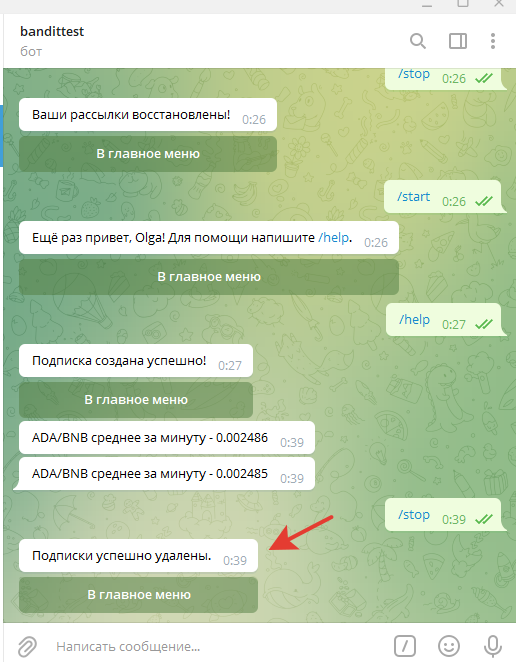 bandittest
бот
/stop 0:26
Ваши рассылки восстановлены! 0:26
В главное меню
/start 0:26
Ещё раз привет, Olga! Для помощи напишите /help. 0:26
В главное меню
/help 0:27
Подписка создана успешно! 0:27
В главное меню
ADA/BNB среднее за минуту - 0.002486 0:39
ADA/BNB среднее за минуту - 0.002485 0:39
/stop 0:39
Подписки успешно удалены. 0:39
В главное меню
Написать сообщение...